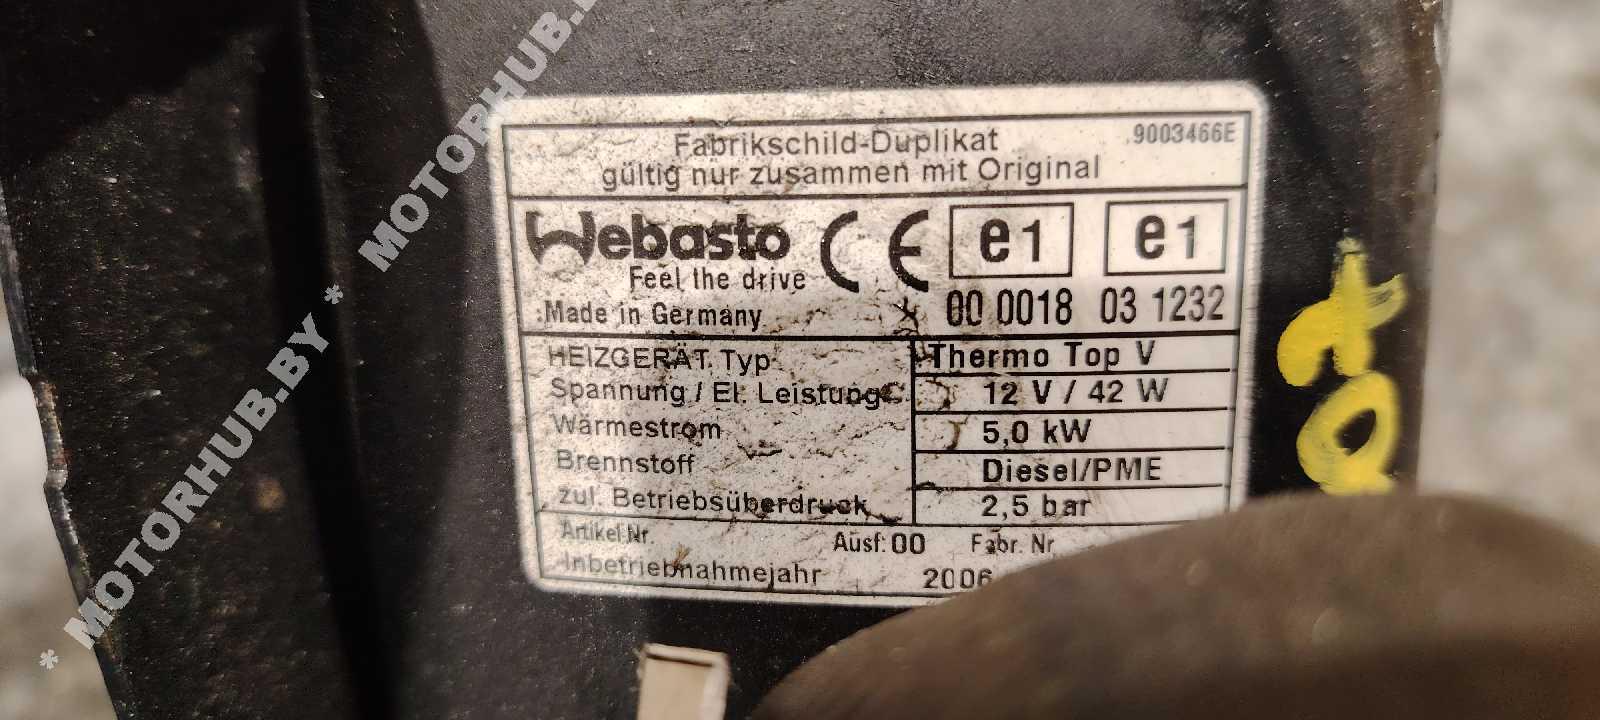 Fabrikschild-Duplikat
gültig nur zusammen mit Original
9003466E
Webasto
Feel the drive
CE
e1
e1
Made in Germany
00 0018
03 1232
HEIZGERÄT. Typ Thermo Top V
Spannung / El. Leistung 12 V / 42 W
Wärmestrom 5,0 kW
Brennstoff Diesel/PME
zul. Betriebsüberdruck 2,5 bar
Artikel Nr. Ausf: 00 Fabr. Nr
Inbetriebnahmejahr 2006
* MOTORHUB.BY * MOTORHUB.